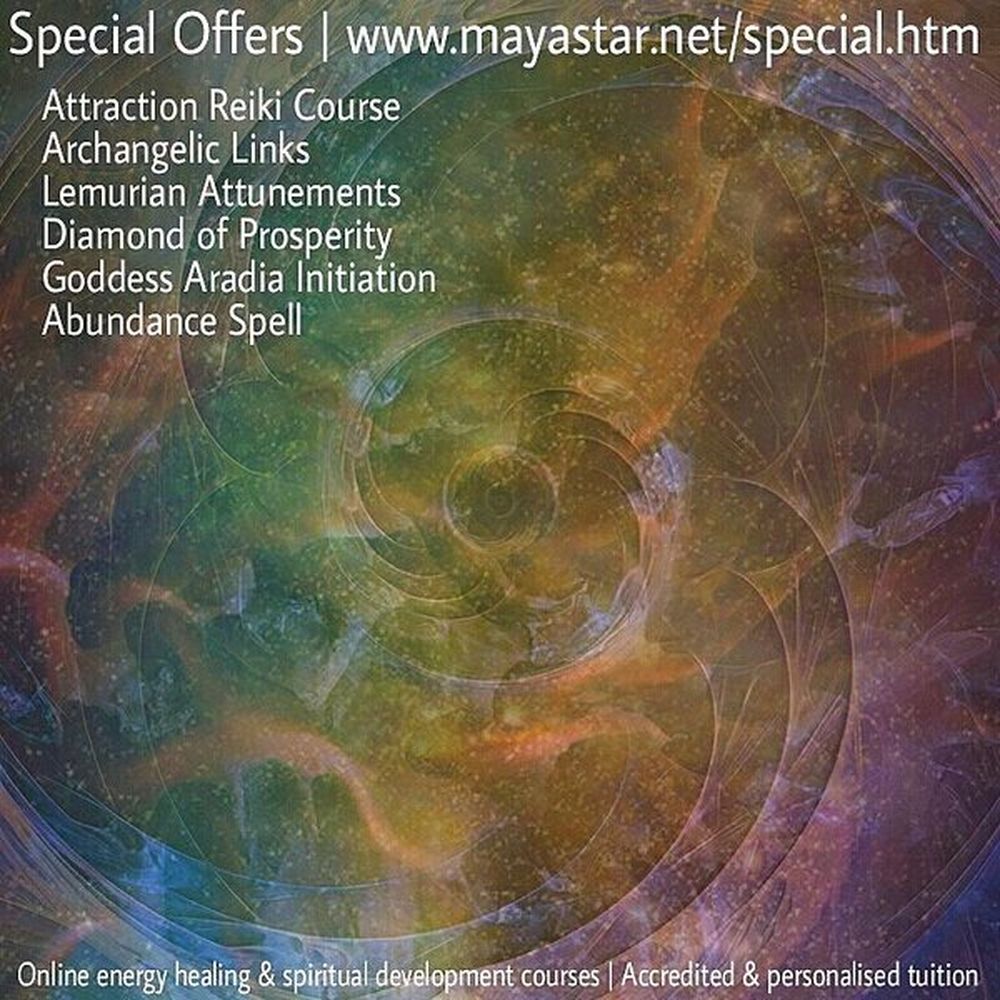 Special Offers | www.mayastar.net/special.htm
Attraction Reiki Course
Archangelic Links
Lemurian Attunements
Diamond of Prosperity
Goddess Aradia Initiation
Abundance Spell
Online energy healing & spiritual development courses | Accredited & personalised tuition